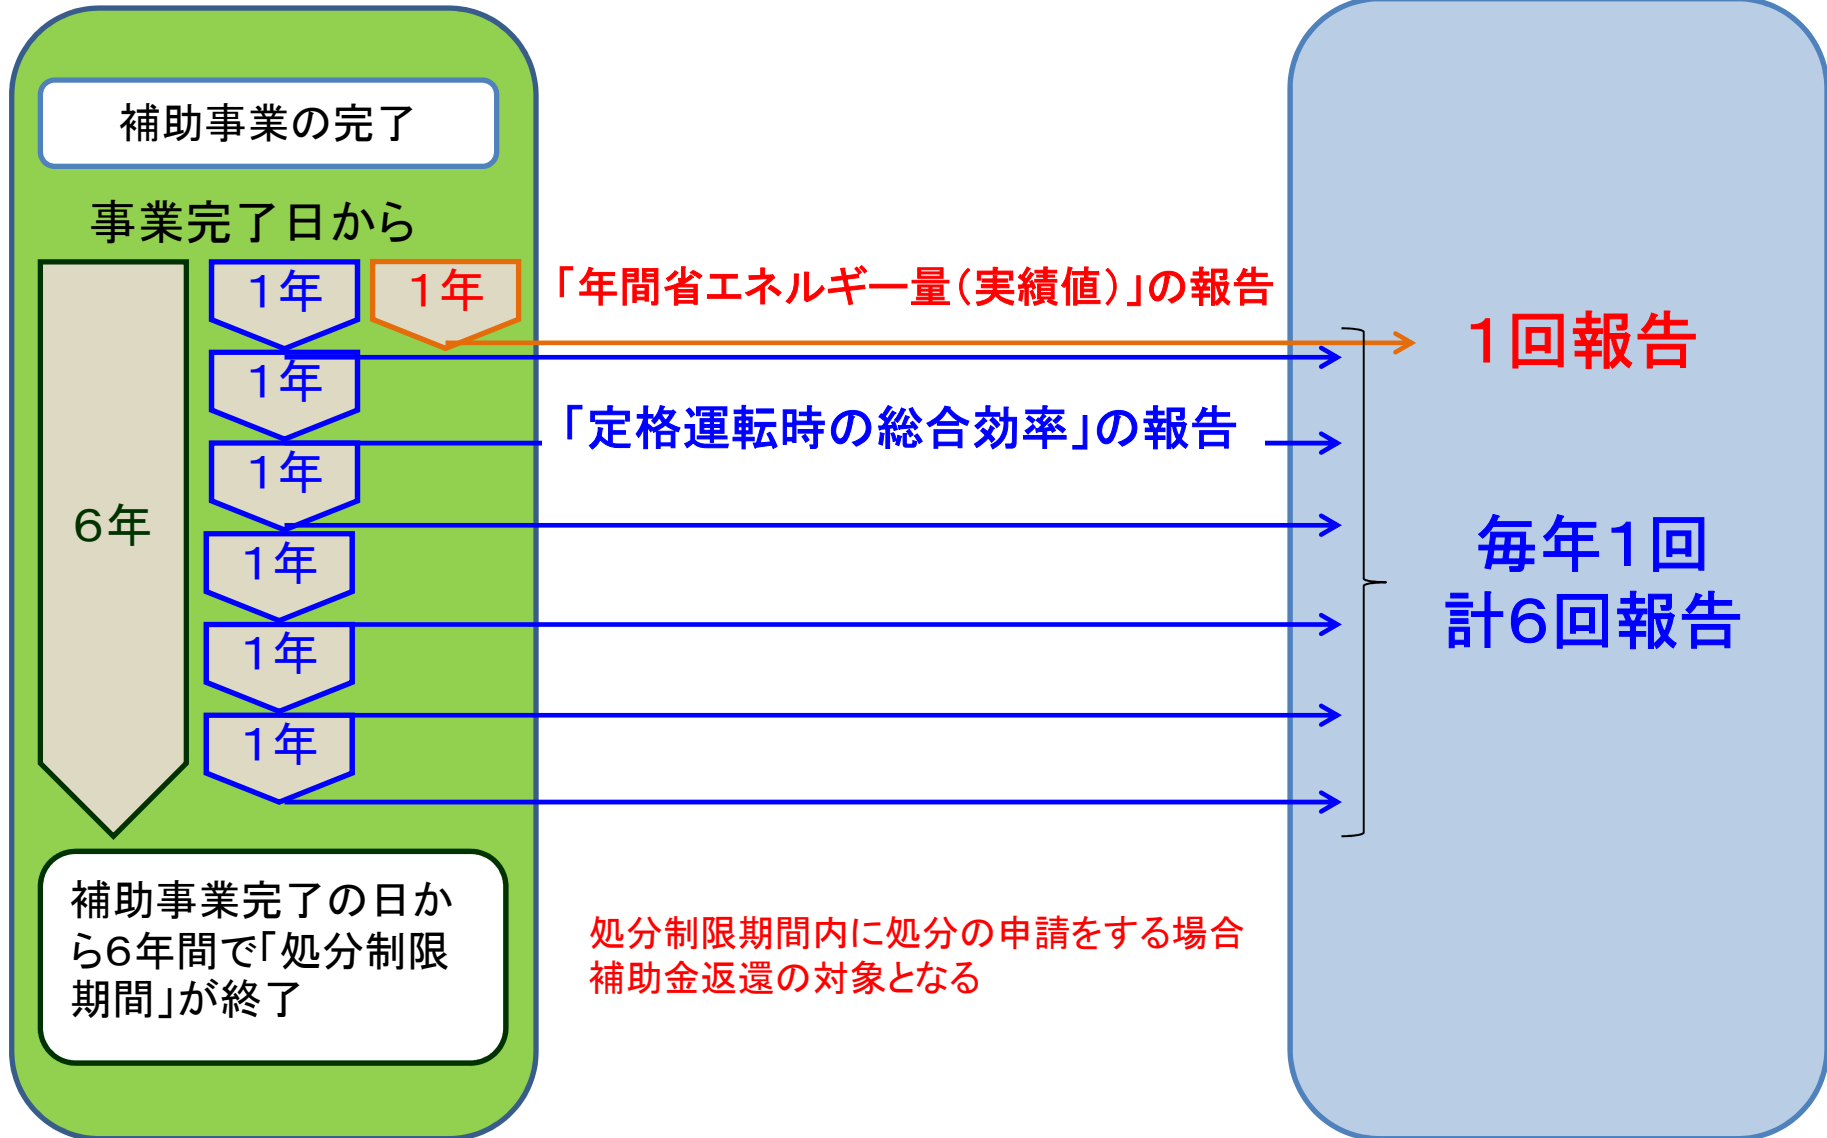 補助事業の完了
事業完了日から
6年
1年
1年
1年
1年
1年
1年
1年
「年間省エネルギー量(実績値)」の報告
「定格運転時の総合効率」の報告
1回報告
毎年1回
計6回報告
補助事業完了の日か
ら6年間で「処分制限
期間」が終了
処分制限期間内に処分の申請をする場合
補助金返還の対象となる